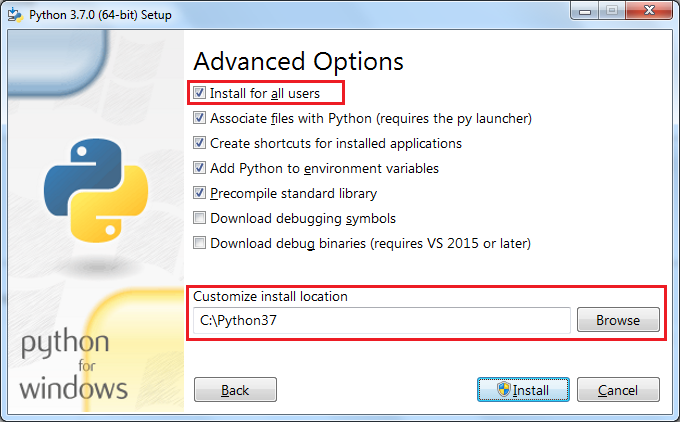 Python 3.7.0 (64-bit) Setup
Advanced Options
Install for all users
Associate files with Python (requires the py launcher)
Create shortcuts for installed applications
Add Python to environment variables
Precompile standard library
Download debugging symbols
Download debug binaries (requires VS 2015 or later)
Customize install location
C:\Python37
Browse
python
for
windows
Back
Install
Cancel